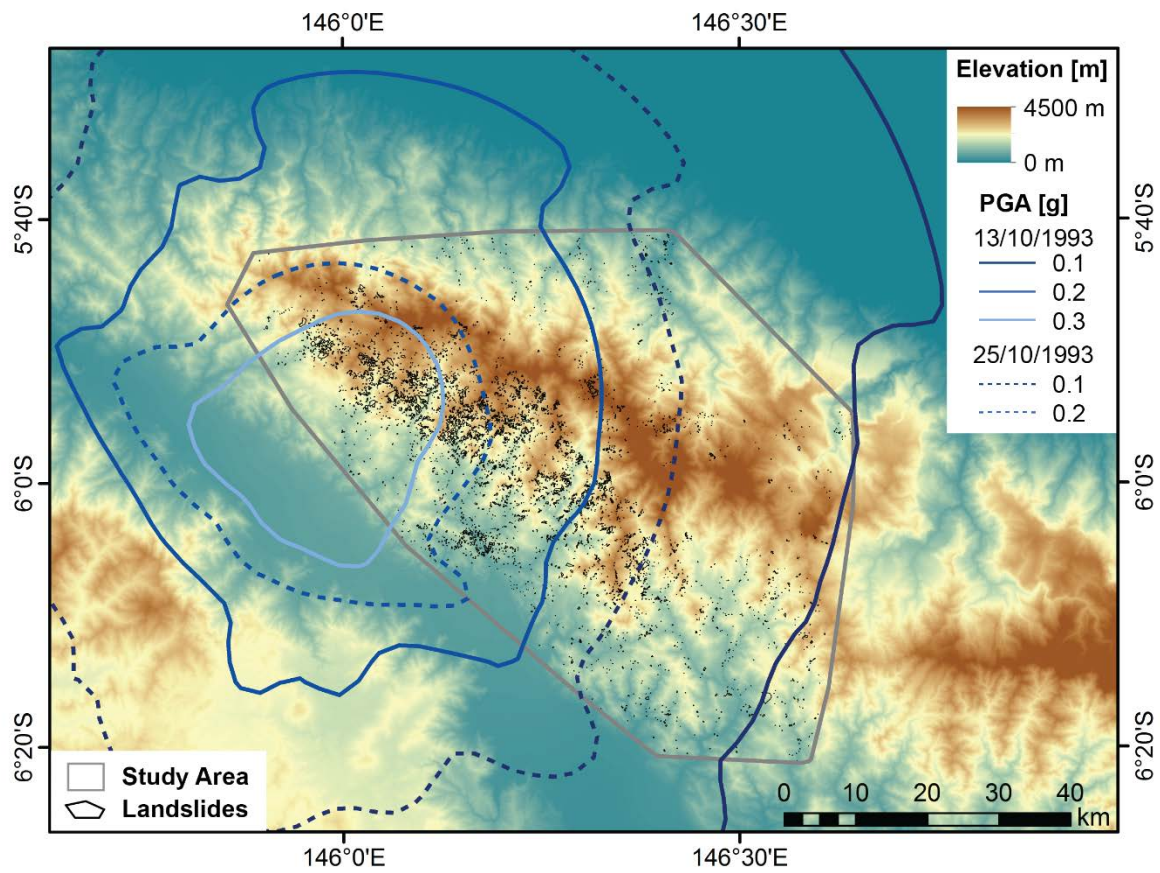 146°0'E 146°30'E
Elevation [m]
4500 m
0 m
PGA [g]
13/10/1993
0.1
0.2
0.3
25/10/1993
0.1
0.2
5°40'S 5°40'S
6°0'S 6°0'S
6°20'S 6°20'S
Study Area
Landslides
0 10 20 30 40
km
146°0'E 146°30'E